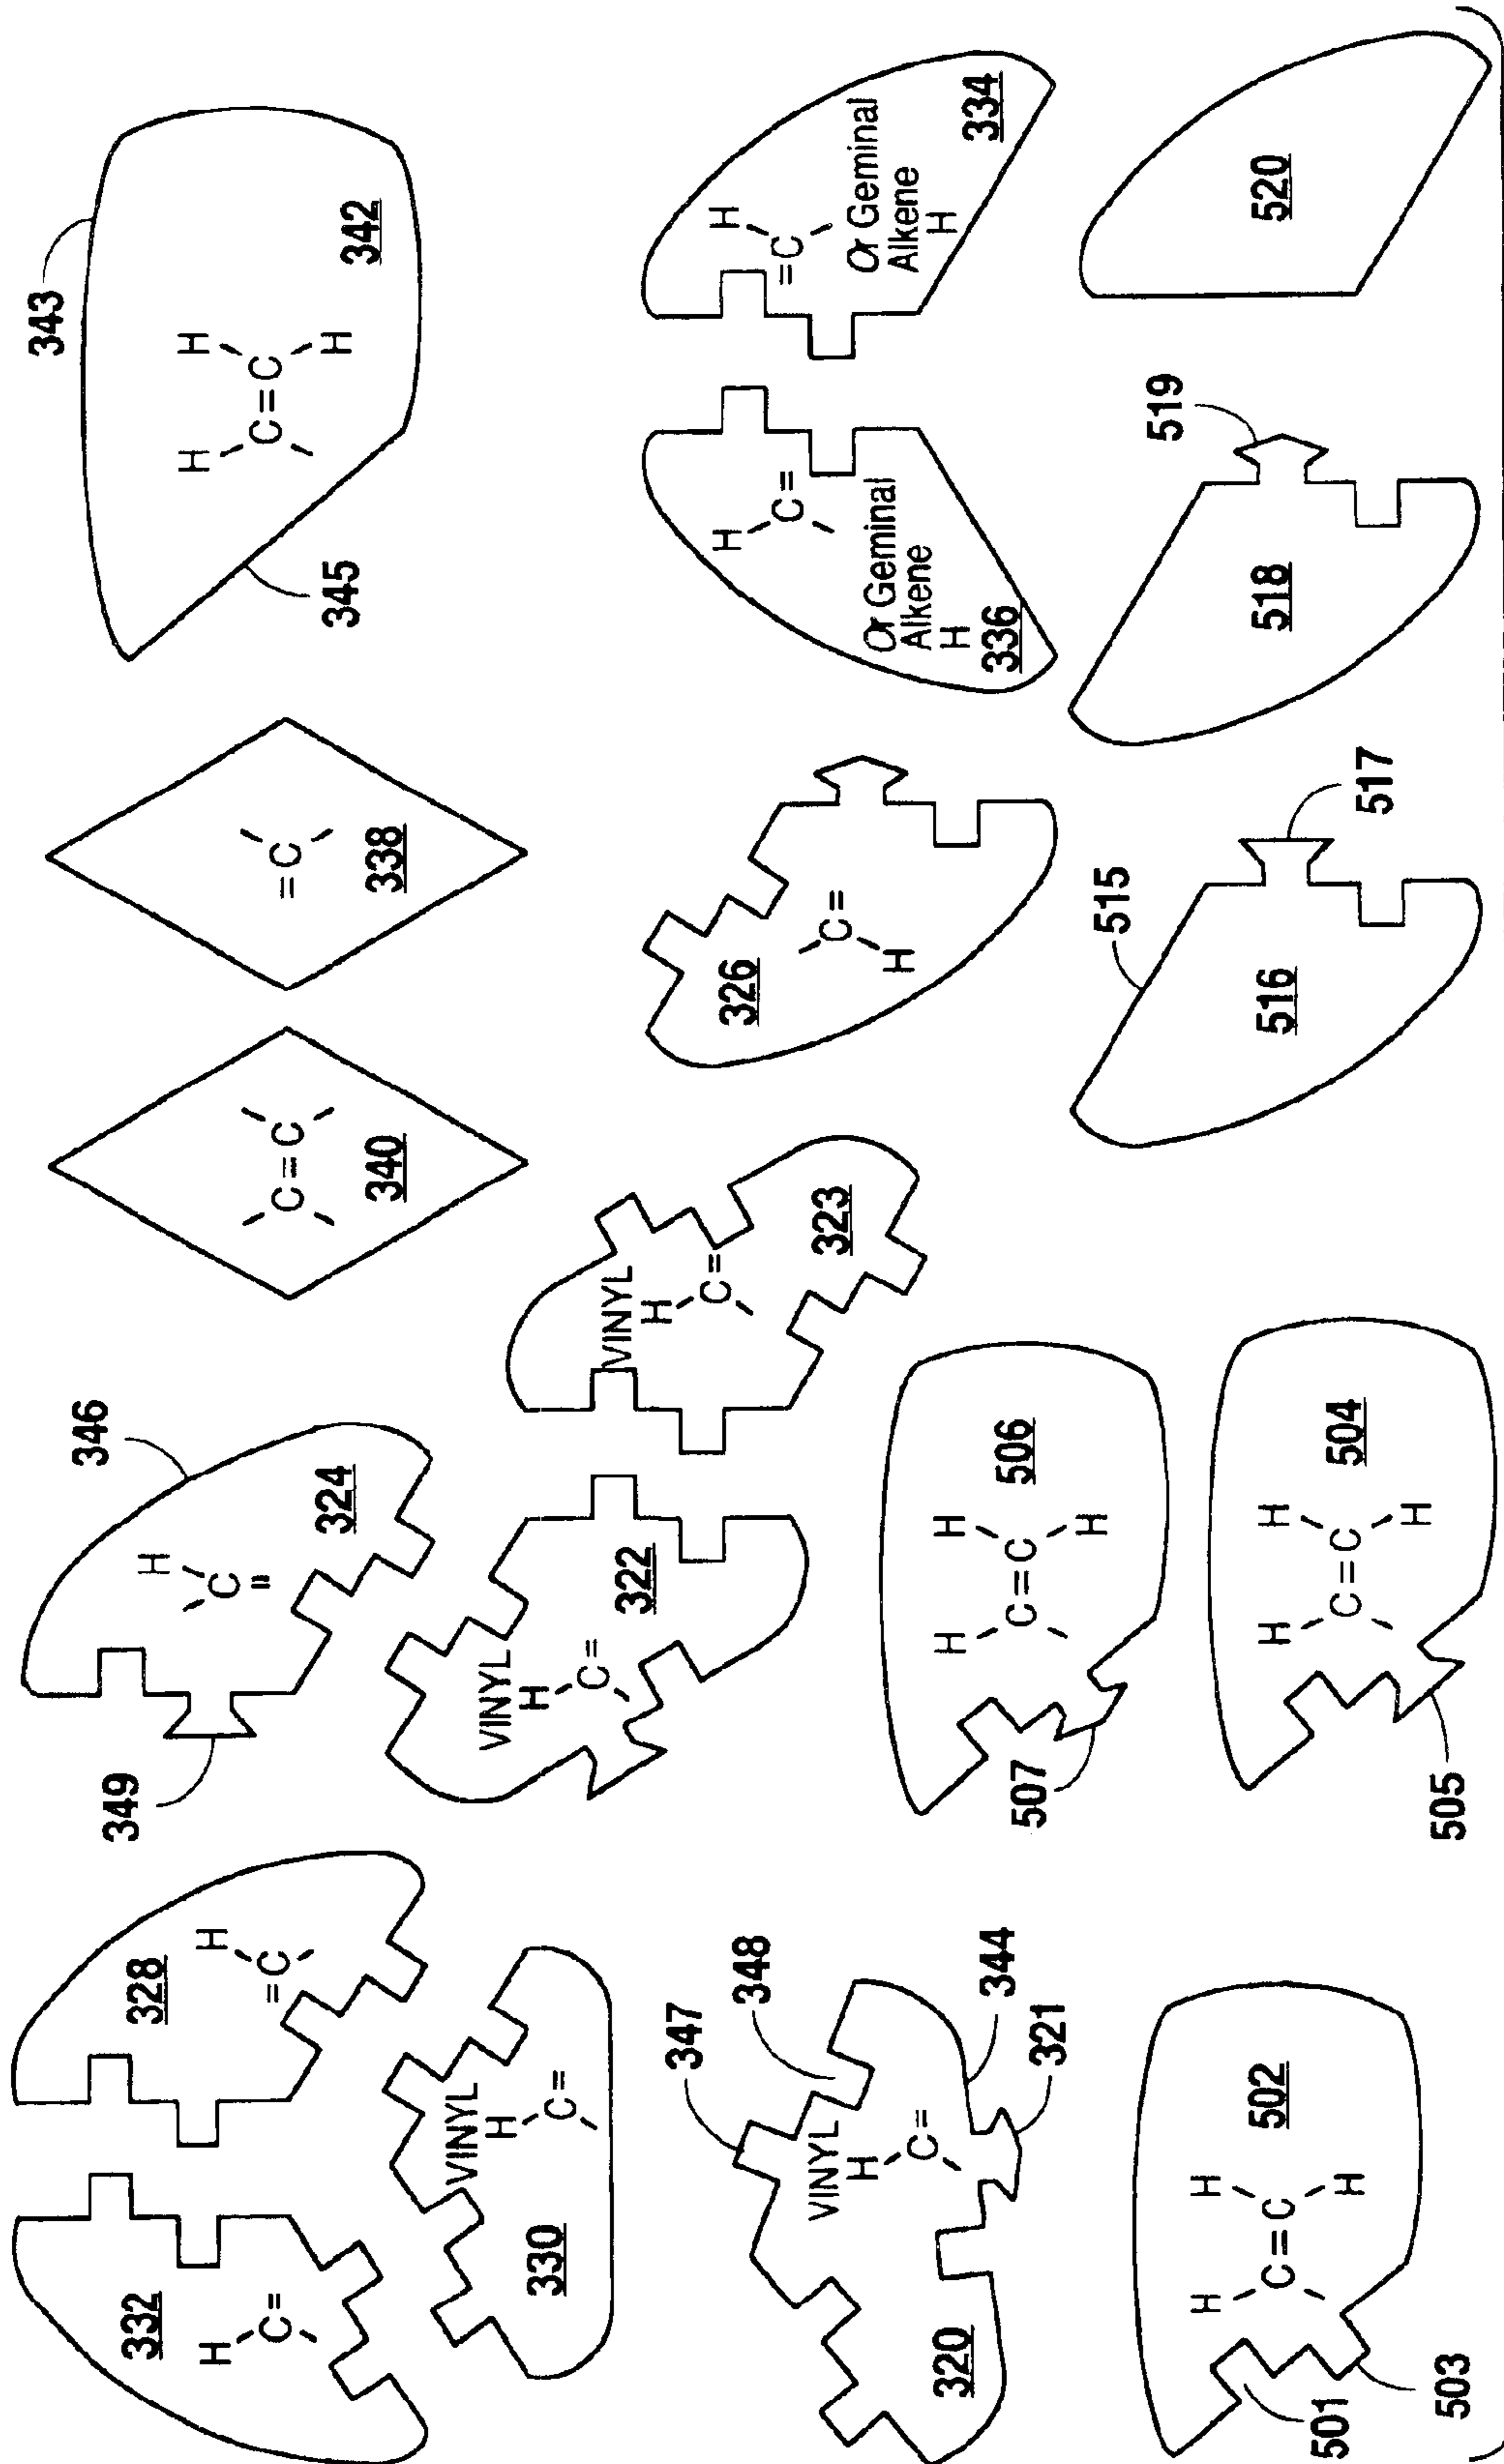 343
346
H
H H
328
332
H
=C
H
C=
349
H
C
=
324
C=C
340
=C
338
H H
C=C
H
342
345
VINYL
H
C=
330
VINYL
H
C=
322
VINYL
H
C=
323
326
C=
H
H
C=
Or Geminal
Alkene
H
336
H
=C
Or Geminal
Alkene
H
334
347
348
VINYL
H
C=
320
344
321
H H
C=C
H
506
507
515
516
517
518
519
520
H H
C=C
H
502
501
503
H H
C=C
H
504
505